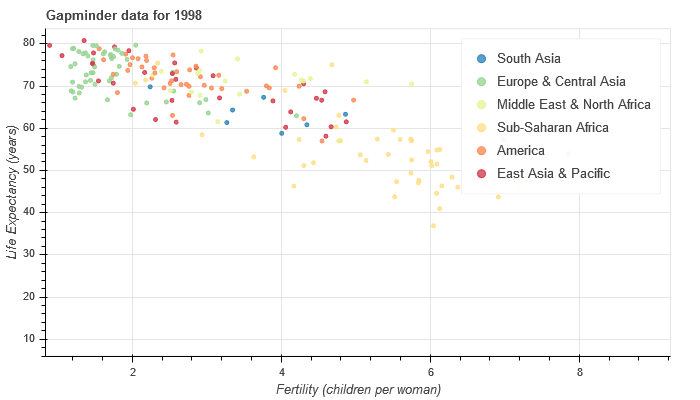 Gapminder data for 1998
80
70
60
50
40
30
20
10
Life Expectancy (years)
South Asia
Europe & Central Asia
Middle East & North Africa
Sub-Saharan Africa
America
East Asia & Pacific
2 4 6 8
Fertility (children per woman)